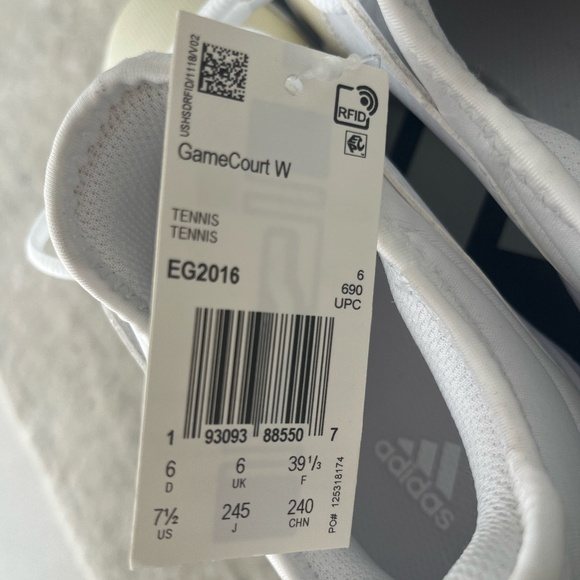 USHSDRFID/1118/V02
RFID
GameCourt W
TENNIS
TENNIS
EG2016
6
690
UPC
1 93093 88550 7
6 6 39 1/3
D UK F
7½ 245 240
US J CHN
PO# 125318174
adidas